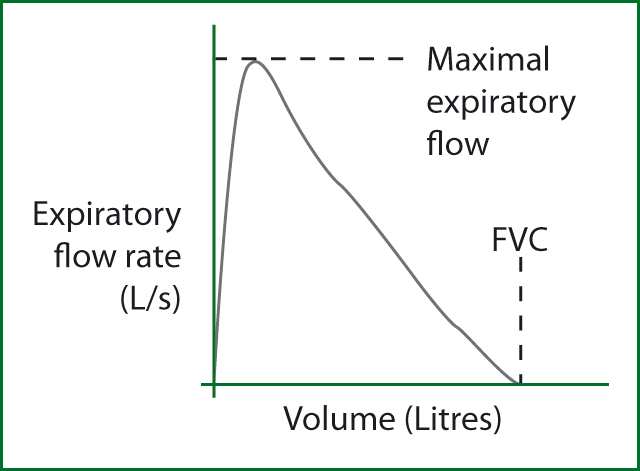 Maximal
expiratory
flow
Expiratory
flow rate
(L/s)
FVC
Volume (Litres)